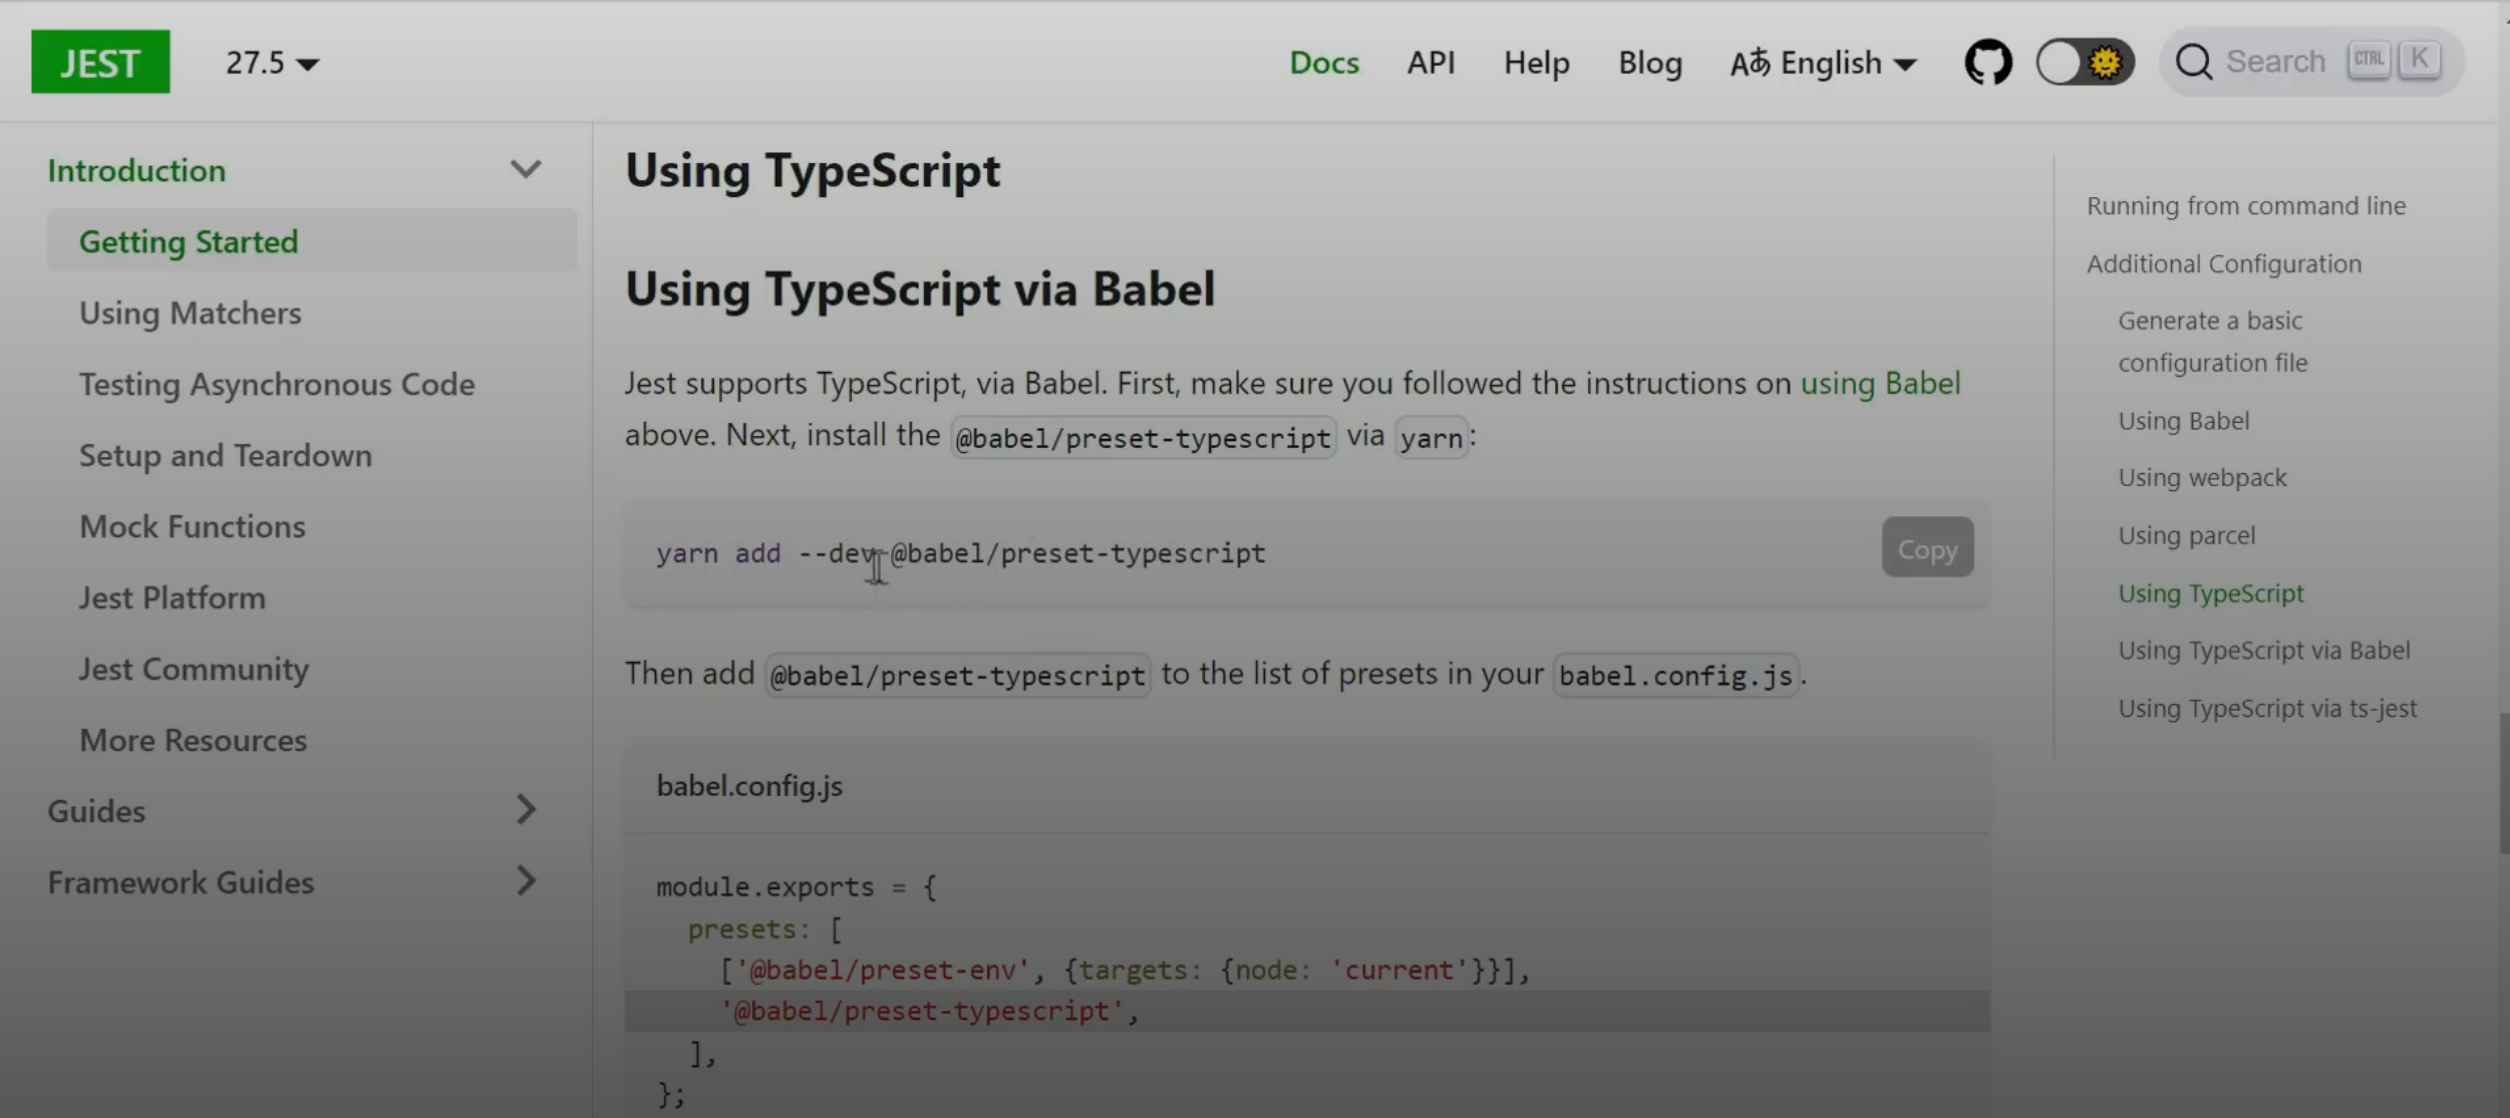 JEST
27.5
Docs
API
Help
Blog
Aあ English
Search
CTRL
K
Introduction
Getting Started
Using Matchers
Testing Asynchronous Code
Setup and Teardown
Mock Functions
Jest Platform
Jest Community
More Resources
Guides
Framework Guides
Using TypeScript
Using TypeScript via Babel
Jest supports TypeScript, via Babel. First, make sure you followed the instructions on using Babel
above. Next, install the @babel/preset-typescript via yarn:
yarn add --dev @babel/preset-typescript
Copy
Then add @babel/preset-typescript to the list of presets in your babel.config.js.
babel.config.js
module.exports = {
  presets: [
    ['@babel/preset-env', {targets: {node: 'current'}}],
    '@babel/preset-typescript',
  ],
};
Running from command line
Additional Configuration
Generate a basic
configuration file
Using Babel
Using webpack
Using parcel
Using TypeScript
Using TypeScript via Babel
Using TypeScript via ts-jest